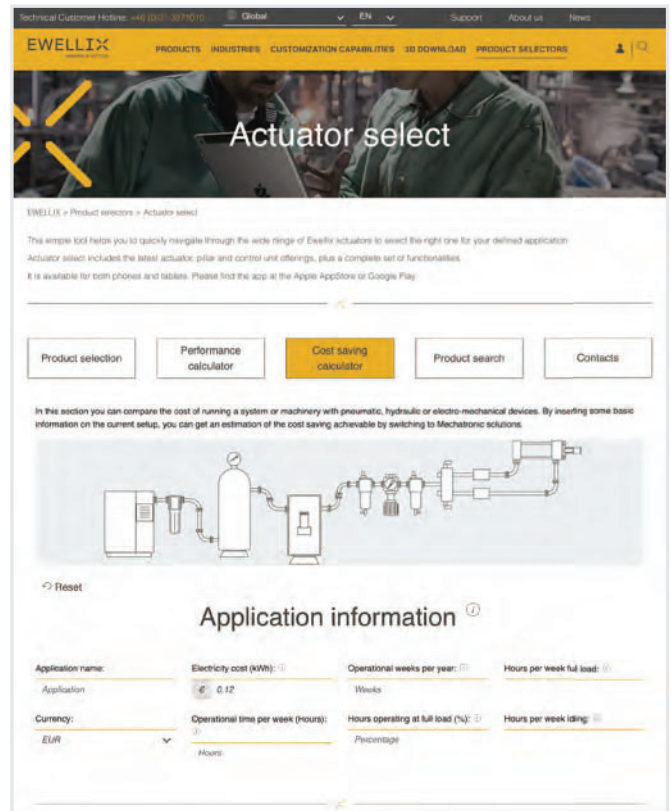 Technical Customer Hotline:
Global
EN
Support
About us
News
EWELLIX
PRODUCTS
INDUSTRIES
CUSTOMIZATION CAPABILITIES
3D DOWNLOAD
PRODUCT SELECTORS
Actuator select
EWELLIX > Product selectors > Actuator select
This simple tool helps you to quickly navigate through the wide range of Ewellix Actuators to select the right one for your defined application.
Actuator select includes the latest actuator, pillar and control unit offerings, plus a complete set of functionalities.
It is available for both phones and tablets. Please find the app at the Apple AppStore or Google Play.
Product selection
Performance
calculator
Cost saving
calculator
Product search
Contacts
In this section you can compare the cost of running a system or machinery with pneumatic, hydraulic or electro-mechanical devices. By inserting some basic
information on the current setup, you can get an estimation of the cost saving achievable by switching to Mechatronic solutions.
Reset
Application information
Application name:
Electricity cost (kWh):
Operational weeks per year:
Hours per week full load:
Application
€ 0.12
Weeks
Currency:
Operational time per week (Hours):
Hours operating at full load (%):
Hours per week idling:
EUR
Hours
Percentage